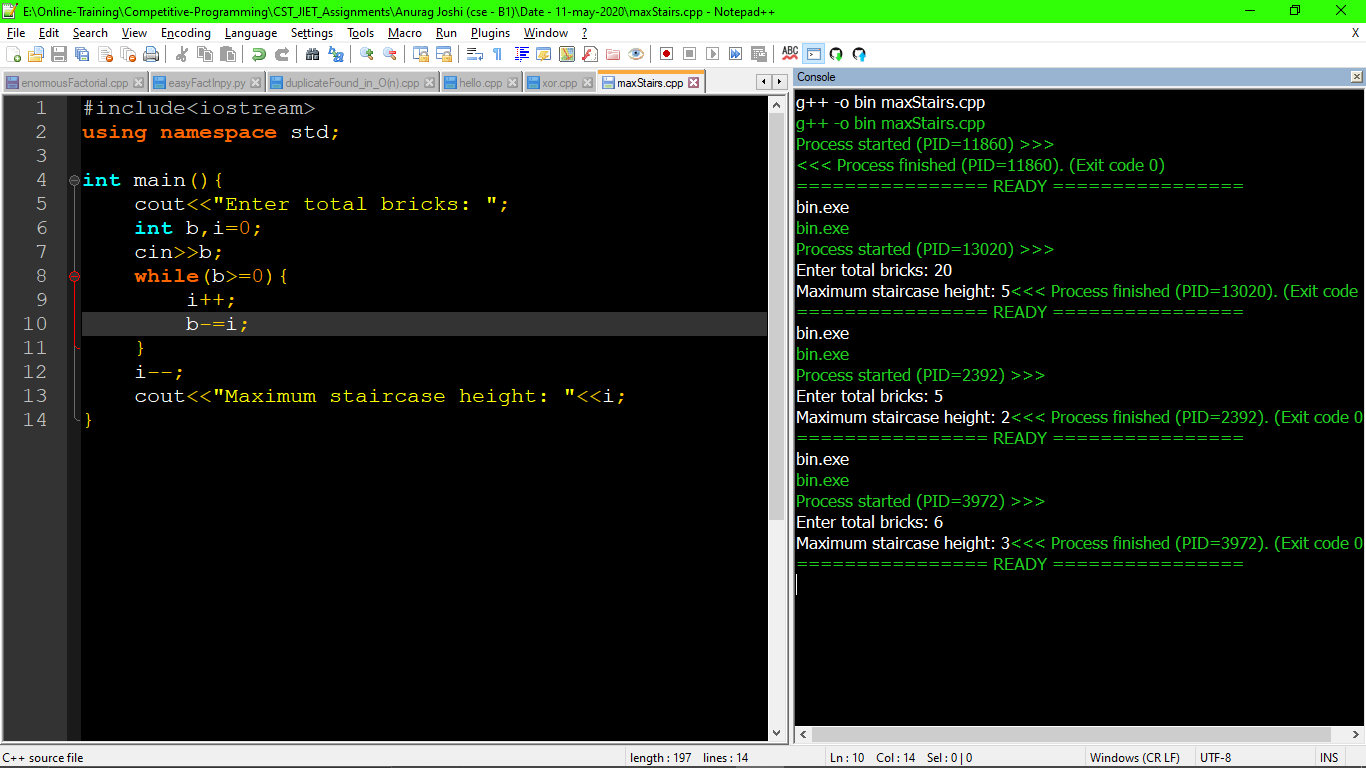 E:\Online-Training\Competitive-Programming\CST_JIET_Assignments\Anurag Joshi (cse - B1)\Date - 11-may-2020\maxStairs.cpp - Notepad++
File Edit Search View Encoding Language Settings Tools Macro Run Plugins Window ? X
enormousFactorial.cpp easyFactInpy.py duplicateFound_in_O(n).cpp hello.cpp xor.cpp maxStairs.cpp
1 #include<iostream>
2 using namespace std;
3
4 int main(){
5 cout<<"Enter total bricks: ";
6 int b,i=0;
7 cin>>b;
8 while(b>=0){
9 i++;
10 b-=i;
11 }
12 i--;
13 cout<<"Maximum staircase height: "<<i;
14 }
Console
g++ -o bin maxStairs.cpp
g++ -o bin maxStairs.cpp
Process started (PID=11860) >>>
<<< Process finished (PID=11860). (Exit code 0)
================ READY ================
bin.exe
bin.exe
Process started (PID=13020) >>>
Enter total bricks: 20
Maximum staircase height: 5<<< Process finished (PID=13020). (Exit code
================ READY ================
bin.exe
bin.exe
Process started (PID=2392) >>>
Enter total bricks: 5
Maximum staircase height: 2<<< Process finished (PID=2392). (Exit code 0
================ READY ================
bin.exe
bin.exe
Process started (PID=3972) >>>
Enter total bricks: 6
Maximum staircase height: 3<<< Process finished (PID=3972). (Exit code 0
================ READY ================
C++ source file length : 197 lines : 14 Ln : 10 Col : 14 Sel : 0 | 0 Windows (CR LF) UTF-8 INS